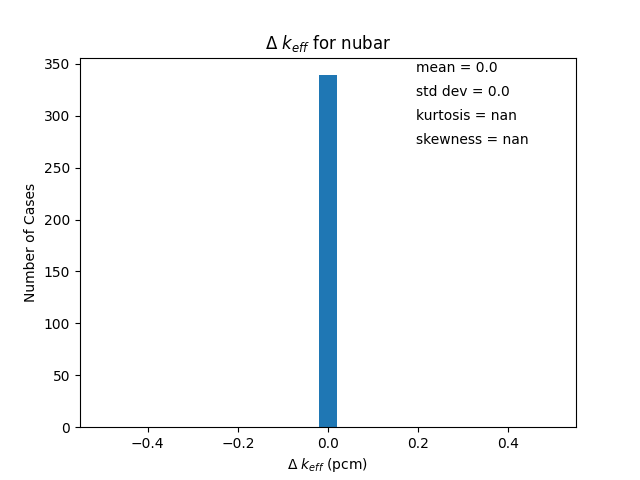 Δ k_eff for nubar
mean = 0.0
std dev = 0.0
kurtosis = nan
skewness = nan
Number of Cases
350
300
250
200
150
100
50
0
−0.4 −0.2 0.0 0.2 0.4
Δ k_eff (pcm)